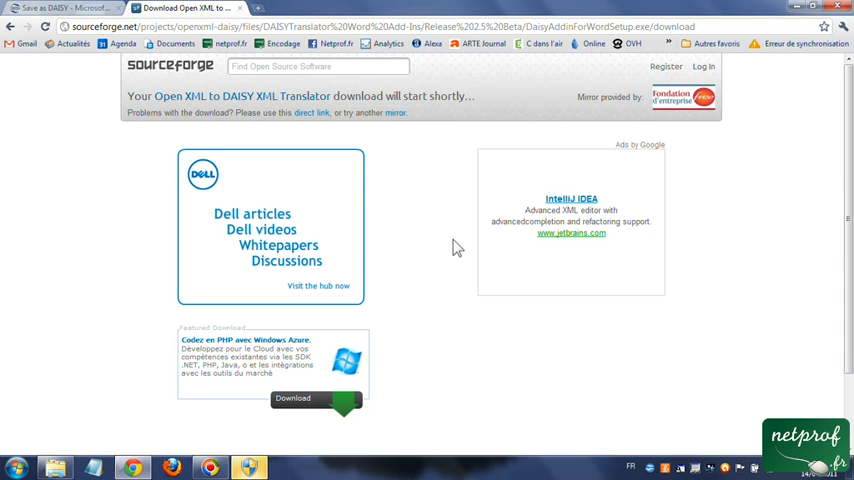 Save as DAISY - Microsof...
Download Open XML to ...
sourceforge.net/projects/openxml-daisy/files/DAISYTranslator%20Word%20Add-Ins/Release%202.5%20Beta/DaisyAddinForWordSetup.exe/download
Gmail Actualités Agenda Documents netprof.fr Encodage Netprof.fr Analytics Alexa ARTE Journal C dans l'air Online OVH » Autres favoris Erreur de synchronisation
sourceforge Find Open Source Software Register Log In
Your Open XML to DAISY XML Translator download will start shortly...
Problems with the download? Please use this direct link, or try another mirror.
Mirror provided by:
Fondation
d'entreprise free
Ads by Google
DELL
Dell articles
Dell videos
Whitepapers
Discussions
Visit the hub now
IntelliJ IDEA
Advanced XML editor with
advancedcompletion and refactoring support.
www.jetbrains.com
Featured Download
Codez en PHP avec Windows Azure.
Développez pour le Cloud avec vos
compétences existantes via les SDK
.NET, PHP, Java, ó et les intégrations
avec les outils du marché
Download
netprof
.fr
FR